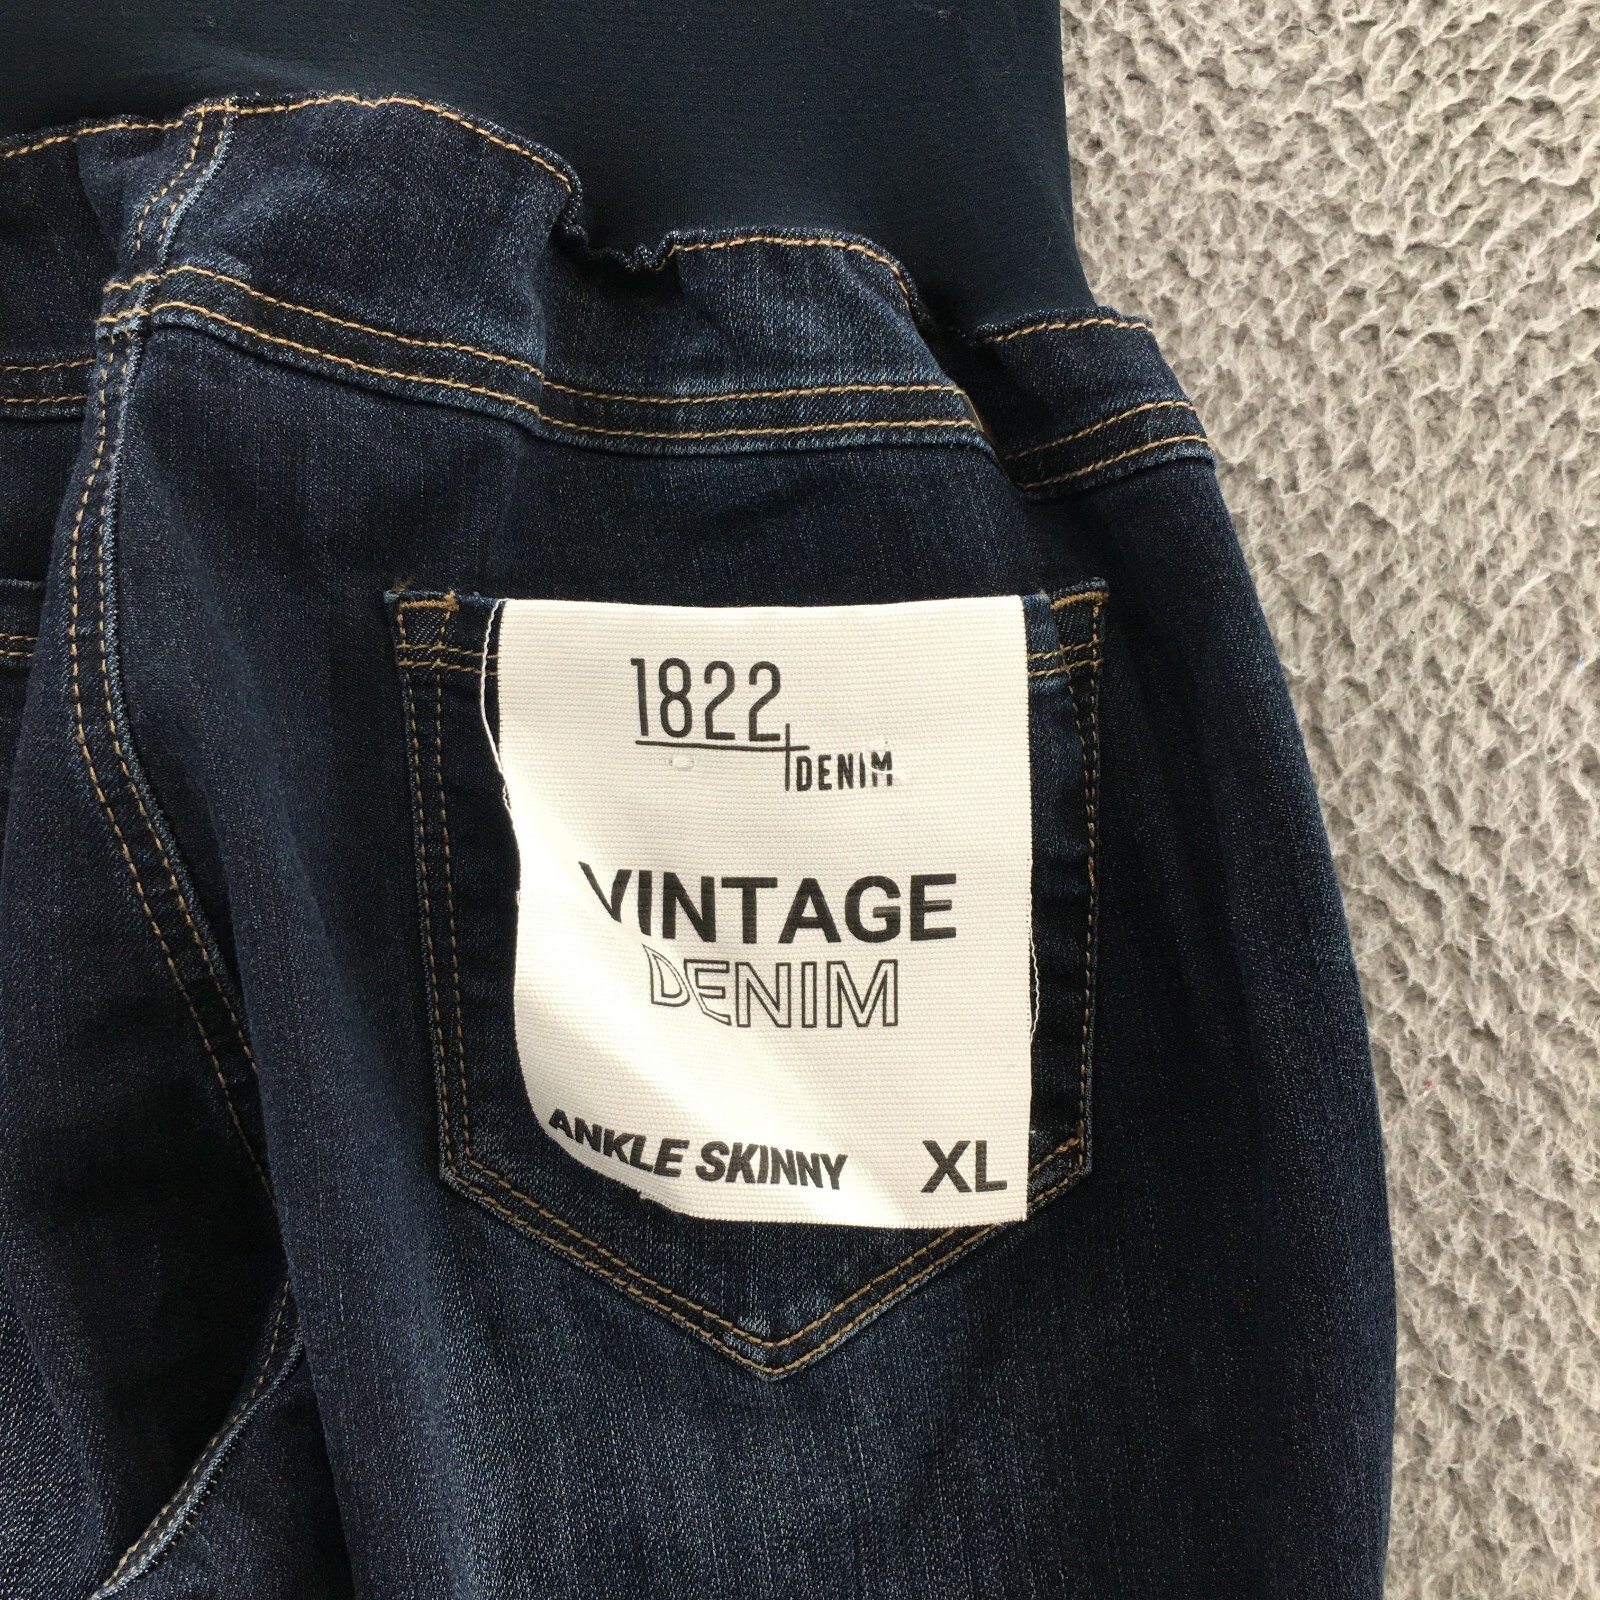 1822
DENIM
VINTAGE
DENIM
ANKLE SKINNY XL